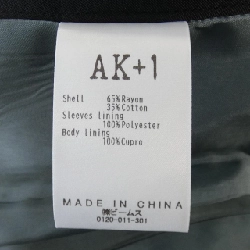 AK+1
Shell 65%Rayon
35%Cotton
Sleeves lining
100%Polyester
Body lining
100%Cupro
MADE IN CHINA
㈱ビームス
0120-011-301